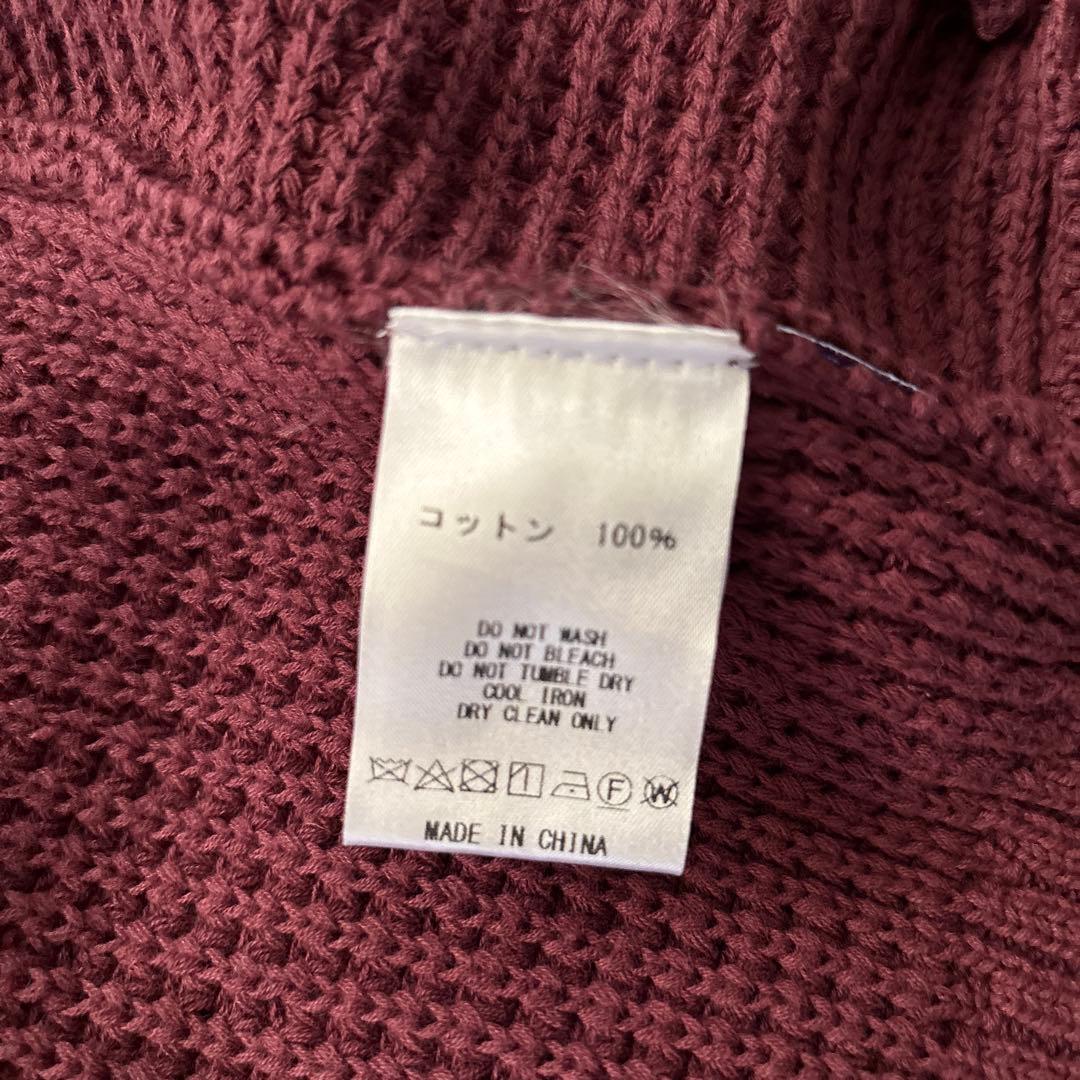 コットン 100%
DO NOT WASH
DO NOT BLEACH
DO NOT TUMBLE DRY
COOL IRON
DRY CLEAN ONLY
F W
MADE IN CHINA